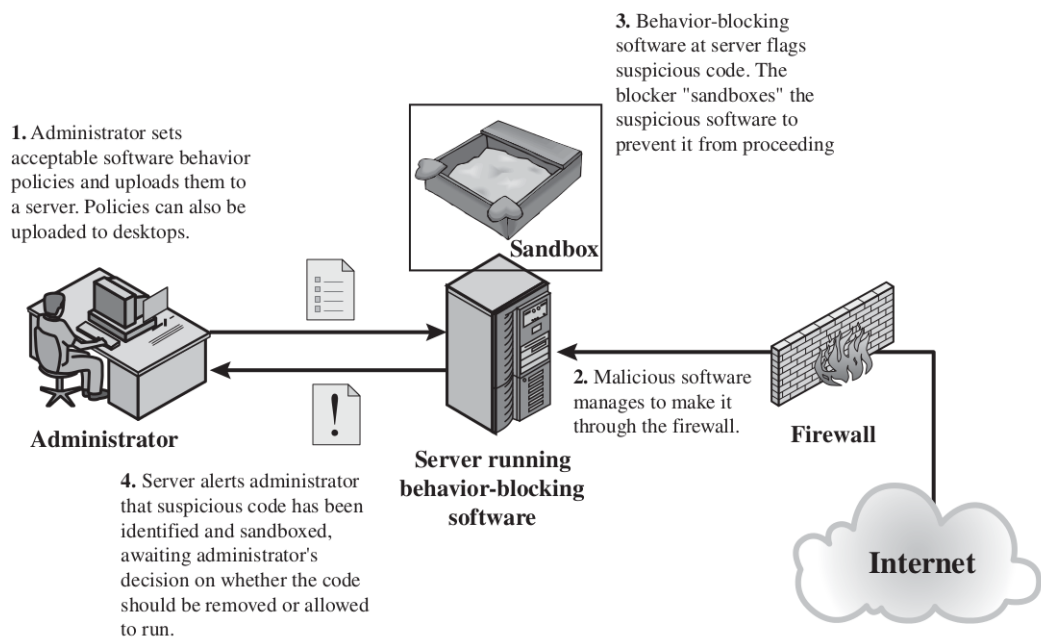 1. Administrator sets
acceptable software behavior
policies and uploads them to
a server. Policies can also be
uploaded to desktops.
3. Behavior-blocking
software at server flags
suspicious code. The
blocker "sandboxes" the
suspicious software to
prevent it from proceeding
Sandbox
Administrator
2. Malicious software
manages to make it
through the firewall.
Firewall
Server running
behavior-blocking
software
4. Server alerts administrator
that suspicious code has been
identified and sandboxed,
awaiting administrator's
decision on whether the code
should be removed or allowed
to run.
Internet